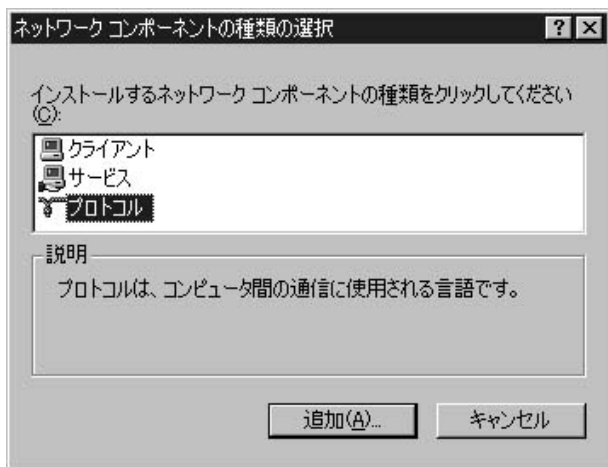 ネットワーク コンポーネントの種類の選択
インストールするネットワーク コンポーネントの種類をクリックしてください
(C):
クライアント
サービス
プロトコル
説明
プロトコルは、コンピュータ間の通信に使用される言語です。
追加(A)...
キャンセル